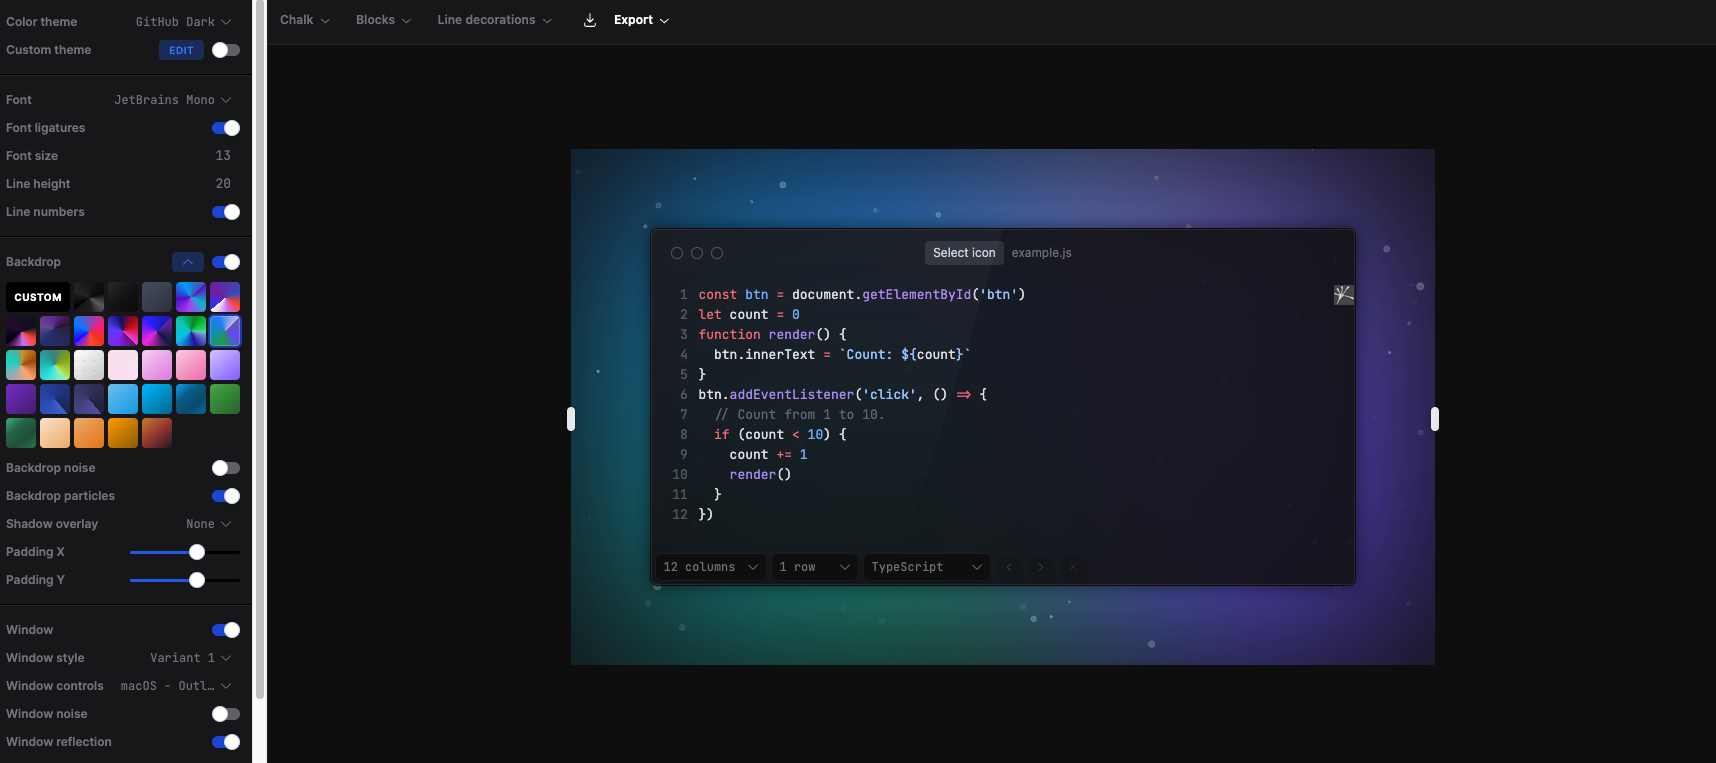 Color theme GitHub Dark
Custom theme EDIT
Font JetBrains Mono
Font ligatures
Font size 13
Line height 20
Line numbers
Backdrop
CUSTOM
Backdrop noise
Backdrop particles
Shadow overlay None
Padding X
Padding Y
Window
Window style Variant 1
Window controls macOS - Outl…
Window noise
Window reflection
Chalk Blocks Line decorations Export
Select icon example.js
1 const btn = document.getElementById('btn')
2 let count = 0
3 function render() {
4 btn.innerText = `Count: ${count}`
5 }
6 btn.addEventListener('click', () => {
7 // Count from 1 to 10.
8 if (count < 10) {
9 count += 1
10 render()
11 }
12 })
12 columns 1 row TypeScript